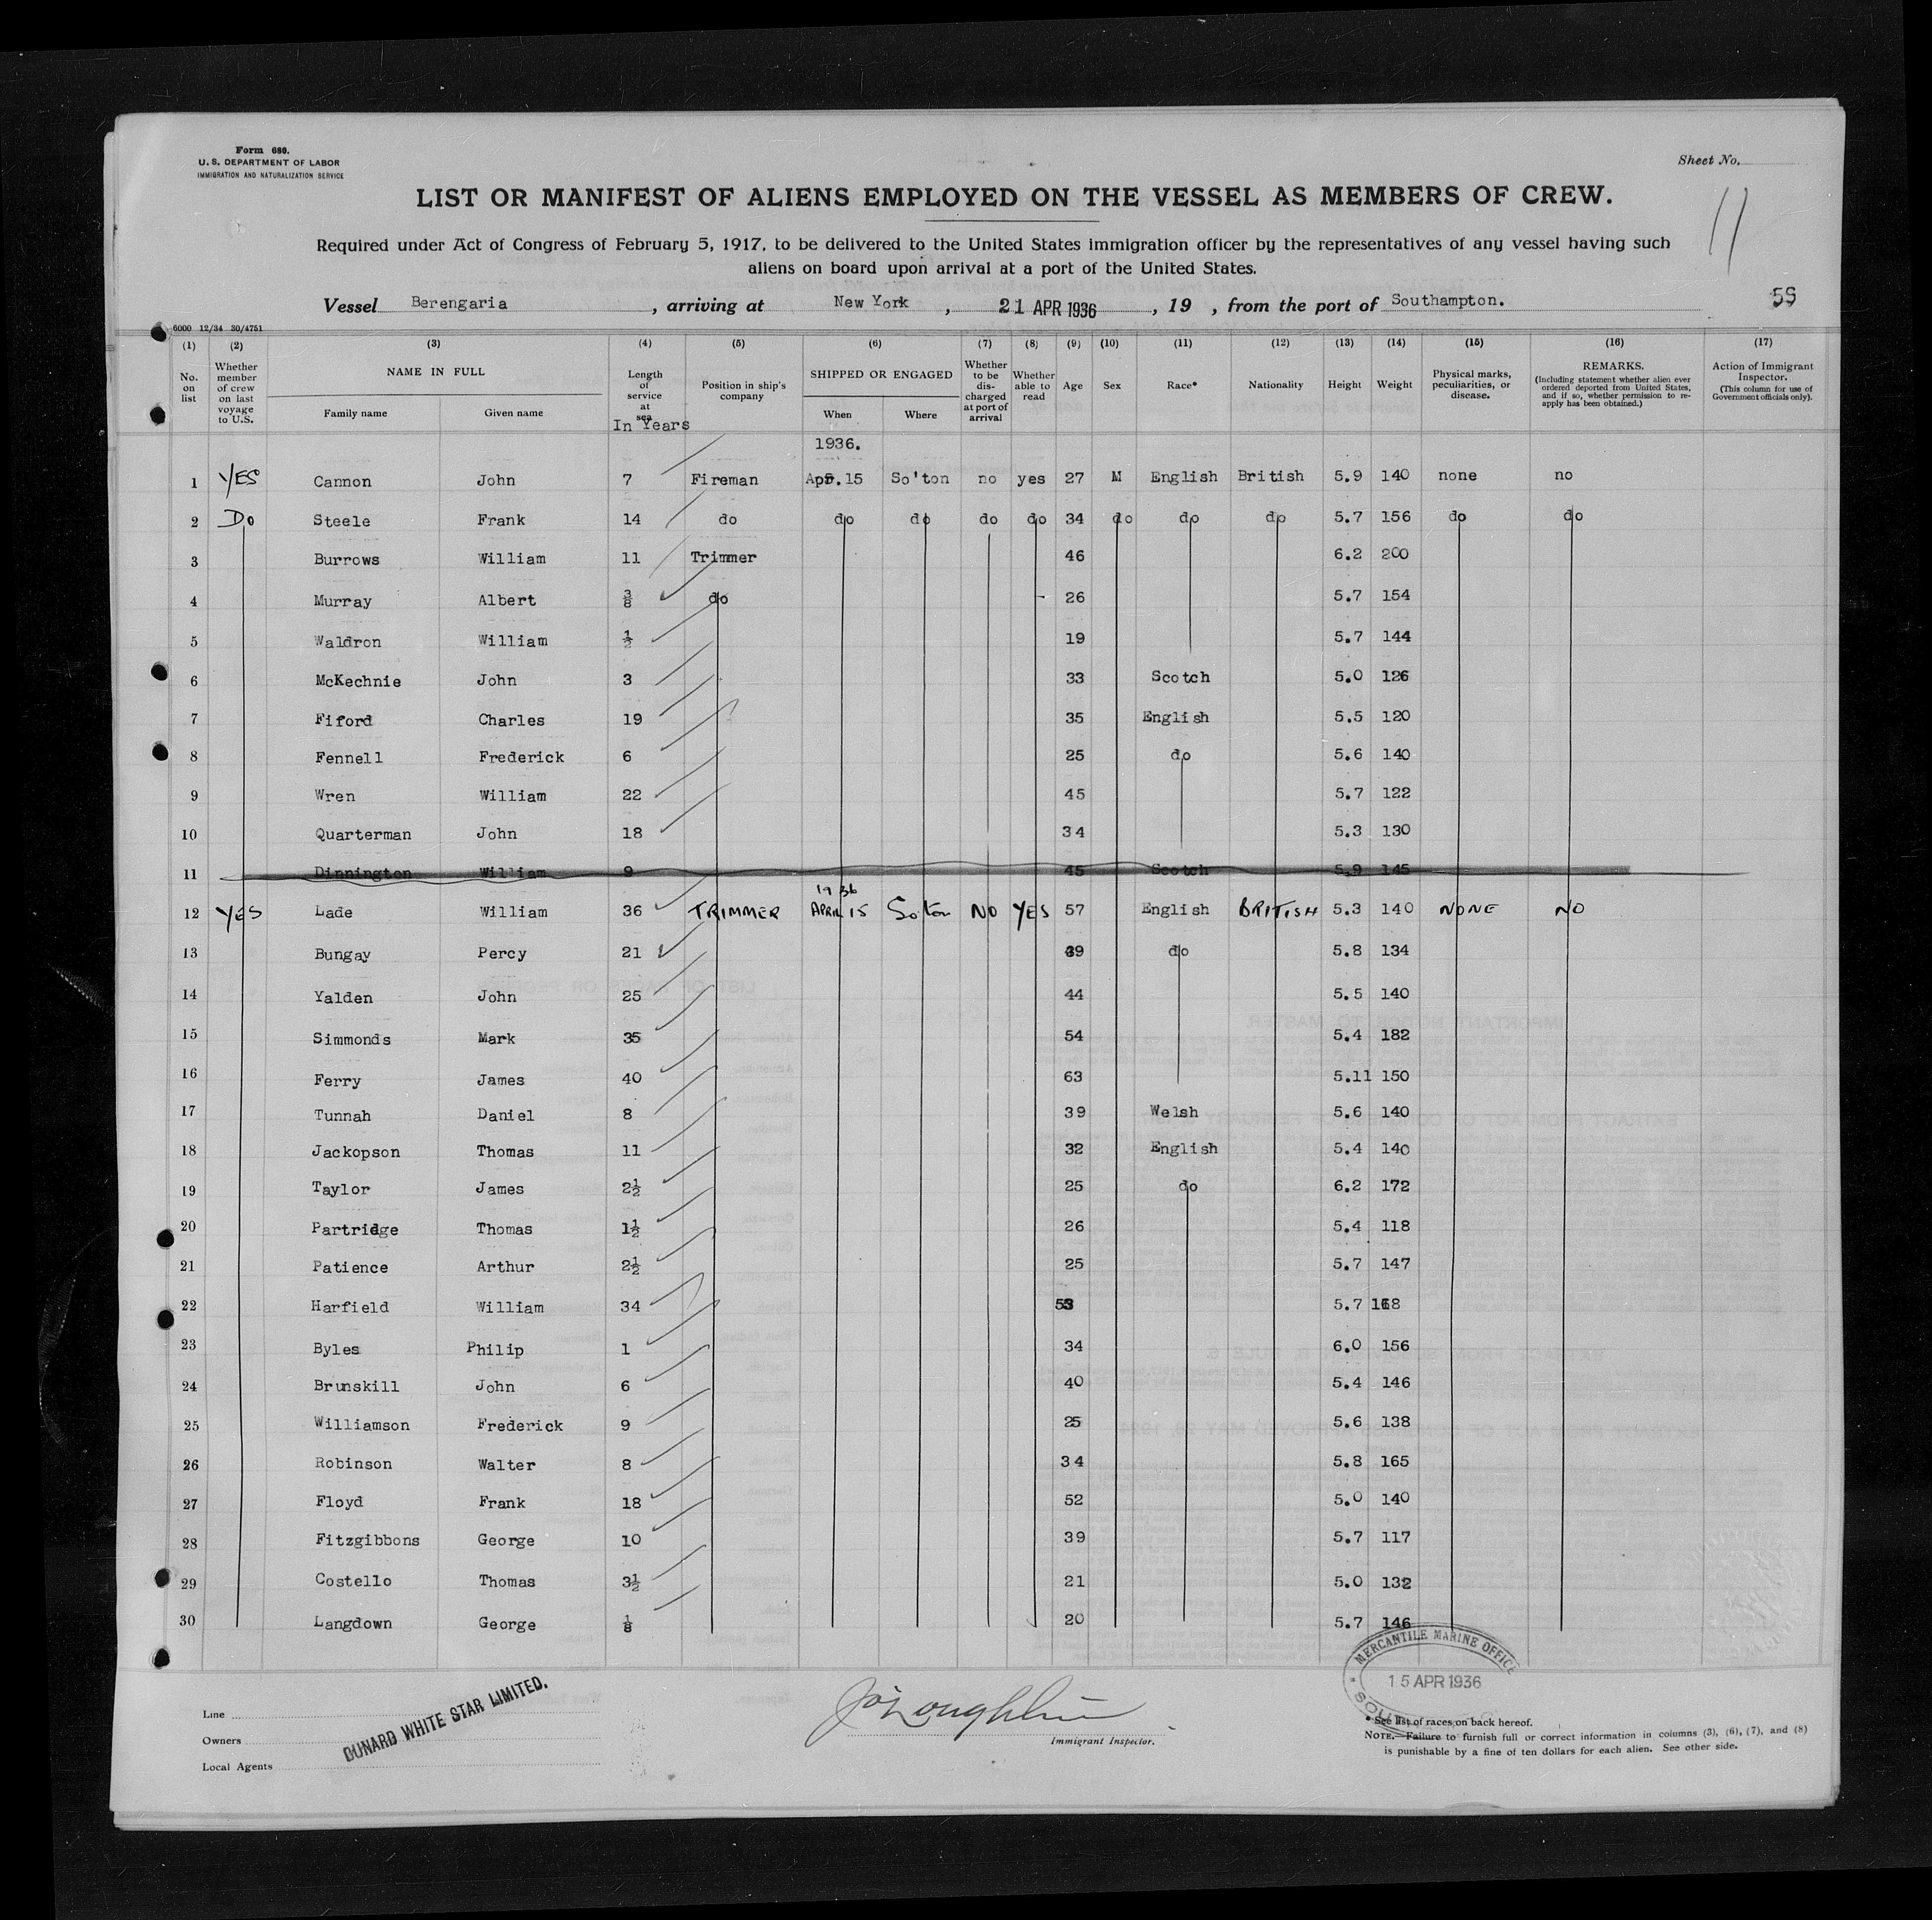 Form 680.
U. S. DEPARTMENT OF LABOR
IMMIGRATION AND NATURALIZATION SERVICE
Sheet No.
11
LIST OR MANIFEST OF ALIENS EMPLOYED ON THE VESSEL AS MEMBERS OF CREW.
Required under Act of Congress of February 5, 1917, to be delivered to the United States immigration officer by the representatives of any vessel having such
aliens on board upon arrival at a port of the United States.
Vessel Berengaria , arriving at New York , 21 APR 1936 , 19 , from the port of Southampton.
6000 12/34 30/4751
(1) (2) (3) (4) (5) (6) (7) (8) (9) (10) (11) (12) (13) (14) (15) (16) (17)
No. on list
Whether member of crew on last voyage to U.S.
NAME IN FULL
Family name Given name
Length of service at sea
In Years
Position in ship's company
SHIPPED OR ENGAGED
When Where
Whether to be discharged at port of arrival
Whether able to read
Age
Sex
Race*
Nationality
Height
Weight
Physical marks, peculiarities, or disease.
REMARKS.
(Including statement whether alien ever ordered deported from United States, and if so, whether permission to re-apply has been obtained.)
Action of Immigrant Inspector.
(This column for use of Government officials only).
1936.
1 YES Cannon John 7 Fireman Apr. 15 So'ton no yes 27 M English British 5.9 140 none no
2 Do Steele Frank 14 do do do do do 34 do do do 5.7 156 do do
3 Burrows William 11 Trimmer 46 6.2 200
4 Murray Albert 3/8 do 26 5.7 154
5 Waldron William 1/2 19 5.7 144
6 McKechnie John 3 33 Scotch 5.0 126
7 Fiford Charles 19 35 English 5.5 120
8 Fennell Frederick 6 25 do 5.6 140
9 Wren William 22 45 5.7 122
10 Quarterman John 18 34 5.3 130
11 Dinnington William 9 45 Scotch 5.9 145
1936
12 YES Lade William 36 TRIMMER APRIL 15 So'ton NO YES 57 English BRITISH 5.3 140 NONE NO
13 Bungay Percy 21 39 do 5.8 134
14 Yalden John 25 44 5.5 140
15 Simmonds Mark 35 54 5.4 182
16 Ferry James 40 63 5.11 150
17 Tunnah Daniel 8 39 Welsh 5.6 140
18 Jackopson Thomas 11 32 English 5.4 140
19 Taylor James 2½ 25 do 6.2 172
20 Partridge Thomas 1½ 26 5.4 118
21 Patience Arthur 2½ 25 5.7 147
22 Harfield William 34 53 5.7 168
23 Byles Philip 1 34 6.0 156
24 Brunskill John 6 40 5.4 146
25 Williamson Frederick 9 25 5.6 138
26 Robinson Walter 8 34 5.8 165
27 Floyd Frank 18 52 5.0 140
28 Fitzgibbons George 10 39 5.7 117
29 Costello Thomas 3½ 21 5.0 132
30 Langdown George 1/8 20 5.7 146
MERCANTILE MARINE OFFICE
15 APR 1936
Line
Owners
Local Agents
CUNARD WHITE STAR LIMITED.
Immigrant Inspector.
* See list of races on back hereof.
NOTE.—Failure to furnish full or correct information in columns (3), (6), (7), and (8)
is punishable by a fine of ten dollars for each alien. See other side.